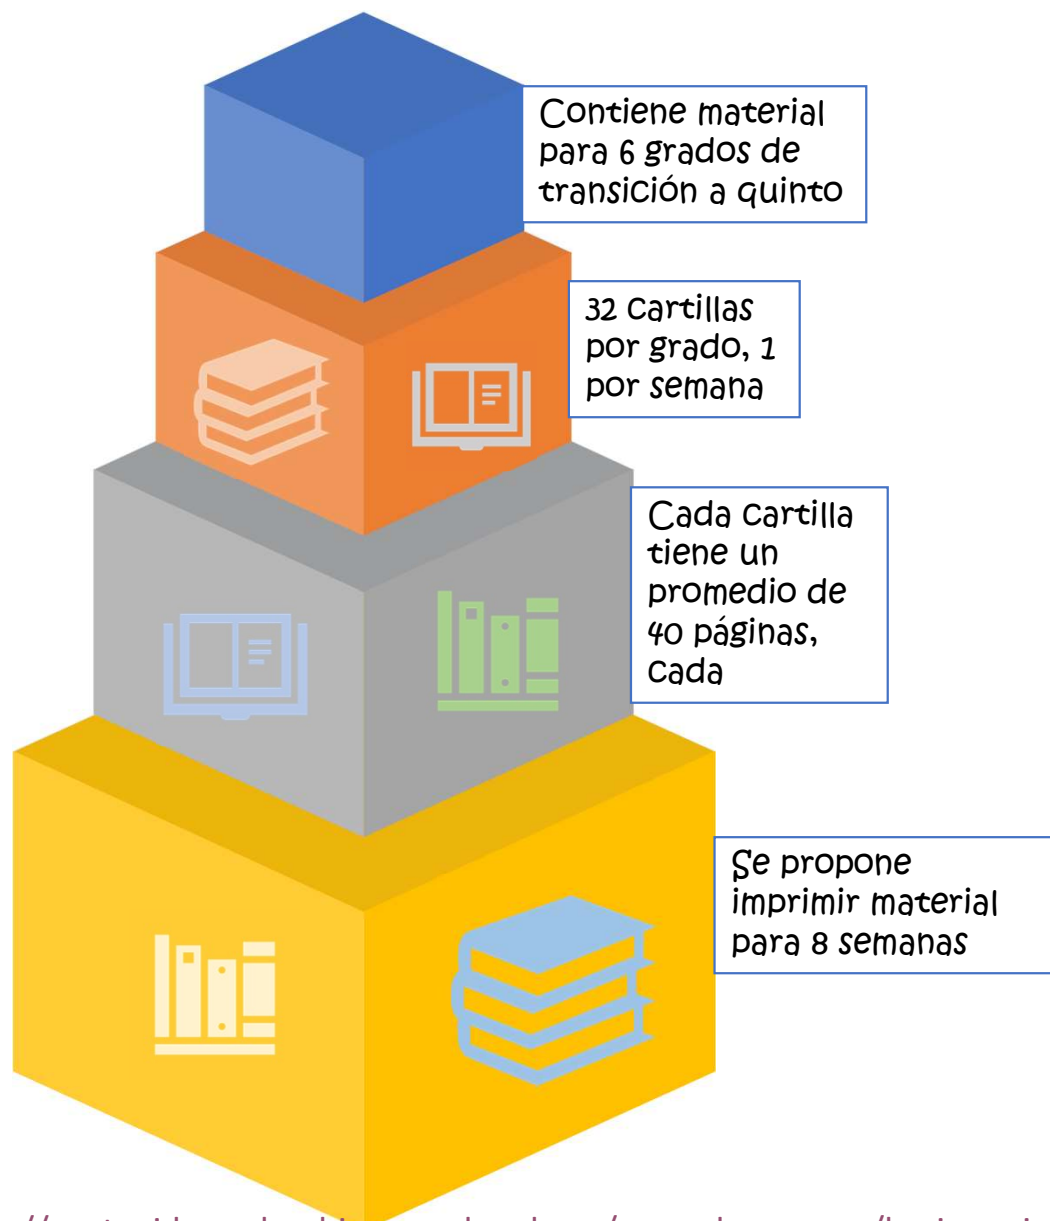 Contiene material
para 6 grados de
transición a quinto
32 cartillas
por grado, 1
por semana
Cada cartilla
tiene un
promedio de
40 páginas,
cada
Se propone
imprimir material
para 8 semanas